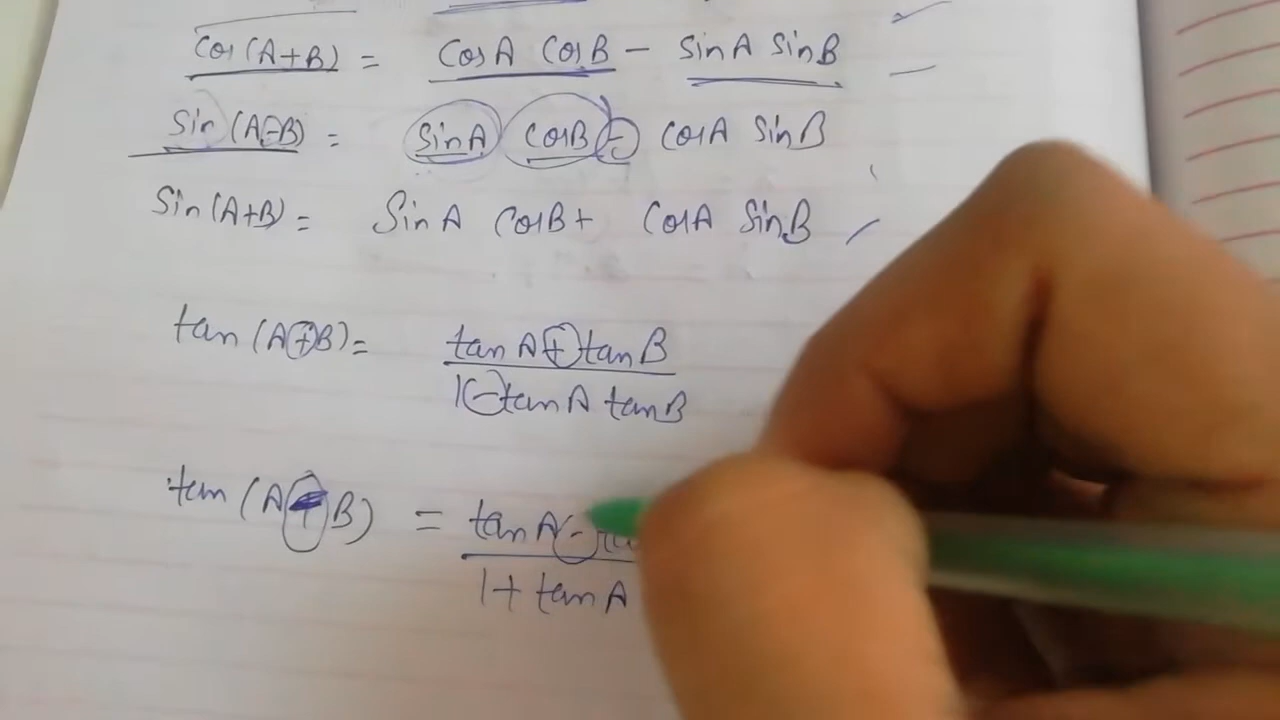 cos(A+B) = cosA cosB - sinA sinB
sin(A-B) = sinA cosB - cosA sinB
Sin(A+B) = SinA cosB + cosA sinB
tan(A+B) = tanA + tanB
1 - tanA tanB
tan(A-B) = tanA -
1 + tanA